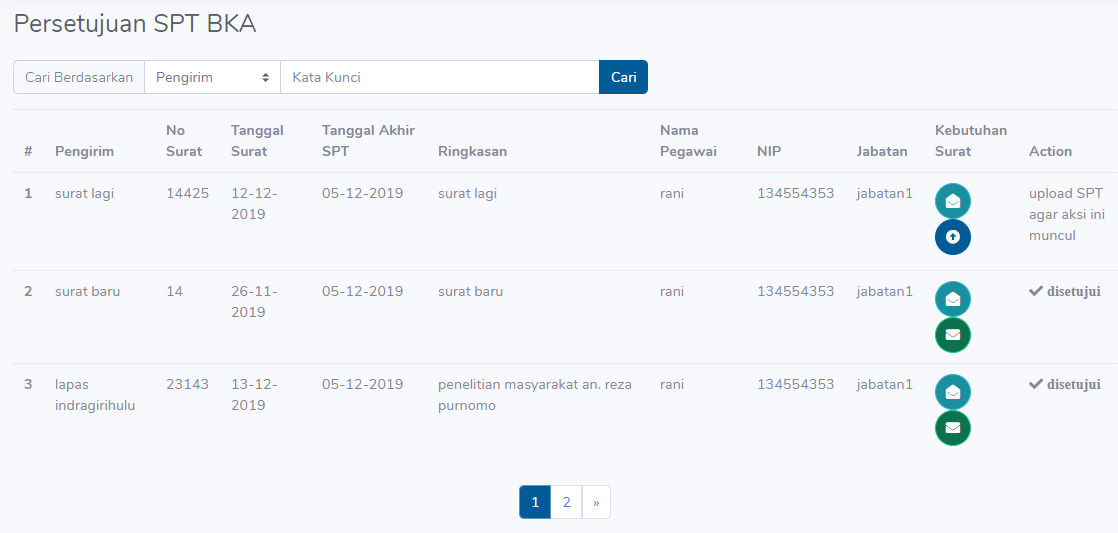 Persetujuan SPT BKA
Cari Berdasarkan Pengirim Kata Kunci Cari
# Pengirim No Surat Tanggal Surat Tanggal Akhir SPT Ringkasan Nama Pegawai NIP Jabatan Kebutuhan Surat Action
1 surat lagi 14425 12-12-2019 05-12-2019 surat lagi rani 134554353 jabatan1 upload SPT agar aksi ini muncul
2 surat baru 14 26-11-2019 05-12-2019 surat baru rani 134554353 jabatan1 disetujui
3 lapas indragirihulu 23143 13-12-2019 05-12-2019 penelitian masyarakat an. reza purnomo rani 134554353 jabatan1 disetujui
1 2 »